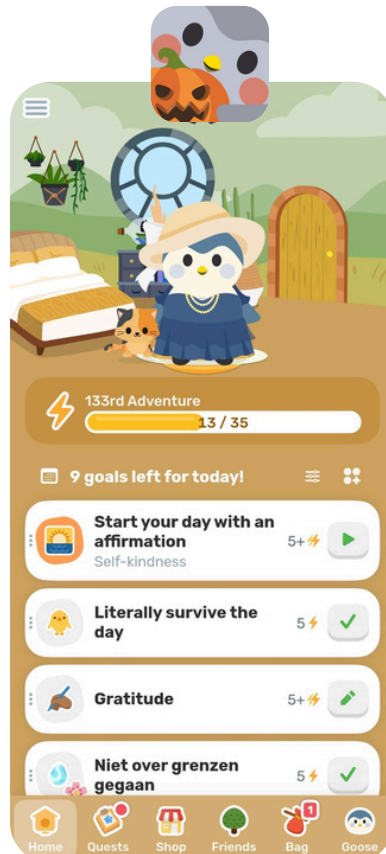 133rd Adventure
13 / 35
9 goals left for today!
Start your day with an
affirmation
Self-kindness
5+
Literally survive the
day
5
Gratitude
5+
Niet over grenzen
gegaan
5
1
Home Quests Shop Friends Bag Goose